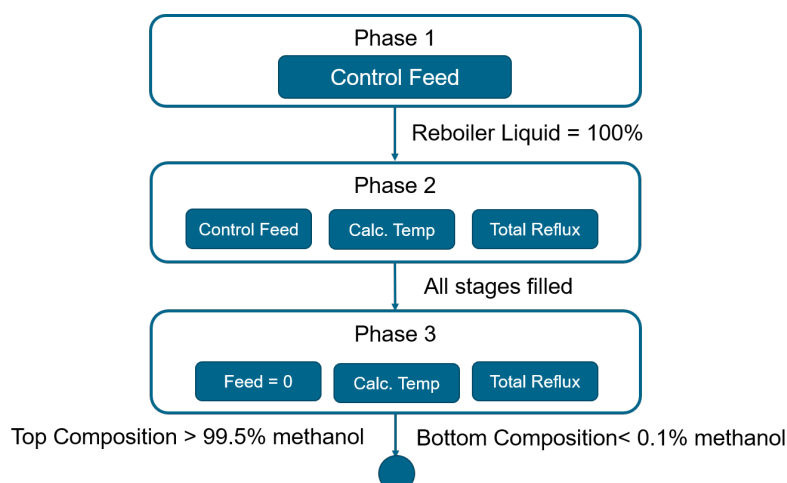 Phase 1
Control Feed
Reboiler Liquid = 100%
Phase 2
Control Feed
Calc. Temp
Total Reflux
All stages filled
Phase 3
Feed = 0
Calc. Temp
Total Reflux
Top Composition > 99.5% methanol
Bottom Composition< 0.1% methanol